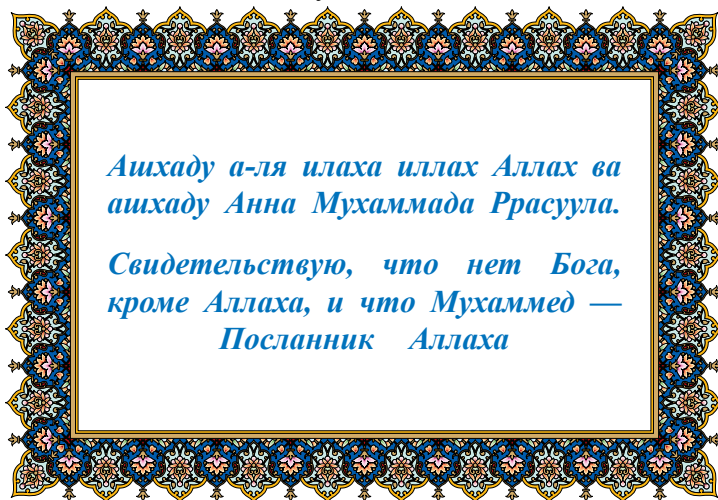 Ашхаду а-ля илаха иллах Аллах ва
ашхаду Анна Мухаммада Ррасуула.
Свидетельствую, что нет Бога,
кроме Аллаха, и что Мухаммед —
Посланник Аллаха